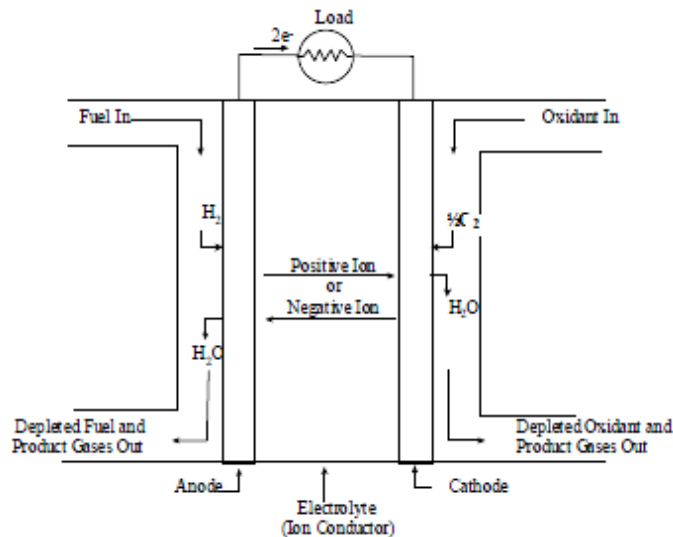 Load
2e-
Fuel In
Oxidant In
H2
½O2
Positive Ion
or
Negative Ion
H2O
H2O
Depleted Fuel and
Product Gases Out
Depleted Oxidant and
Product Gases Out
Anode
Cathode
Electrolyte
(Ion Conductor)